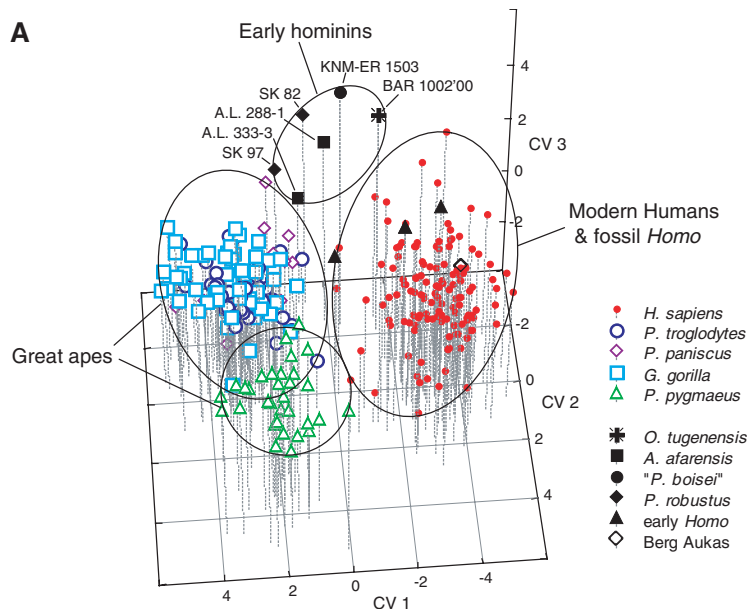 A
Early hominins
KNM-ER 1503
BAR 1002'00
SK 82
A.L. 288-1
A.L. 333-3
SK 97
4
2
CV 3
0
-2
Modern Humans
& fossil Homo
Great apes
-2
0
CV 2
2
4
4
2
0
-2
-4
CV 1
H. sapiens
P. troglodytes
P. paniscus
G. gorilla
P. pygmaeus
O. tugenensis
A. afarensis
"P. boisei"
P. robustus
early Homo
Berg Aukas